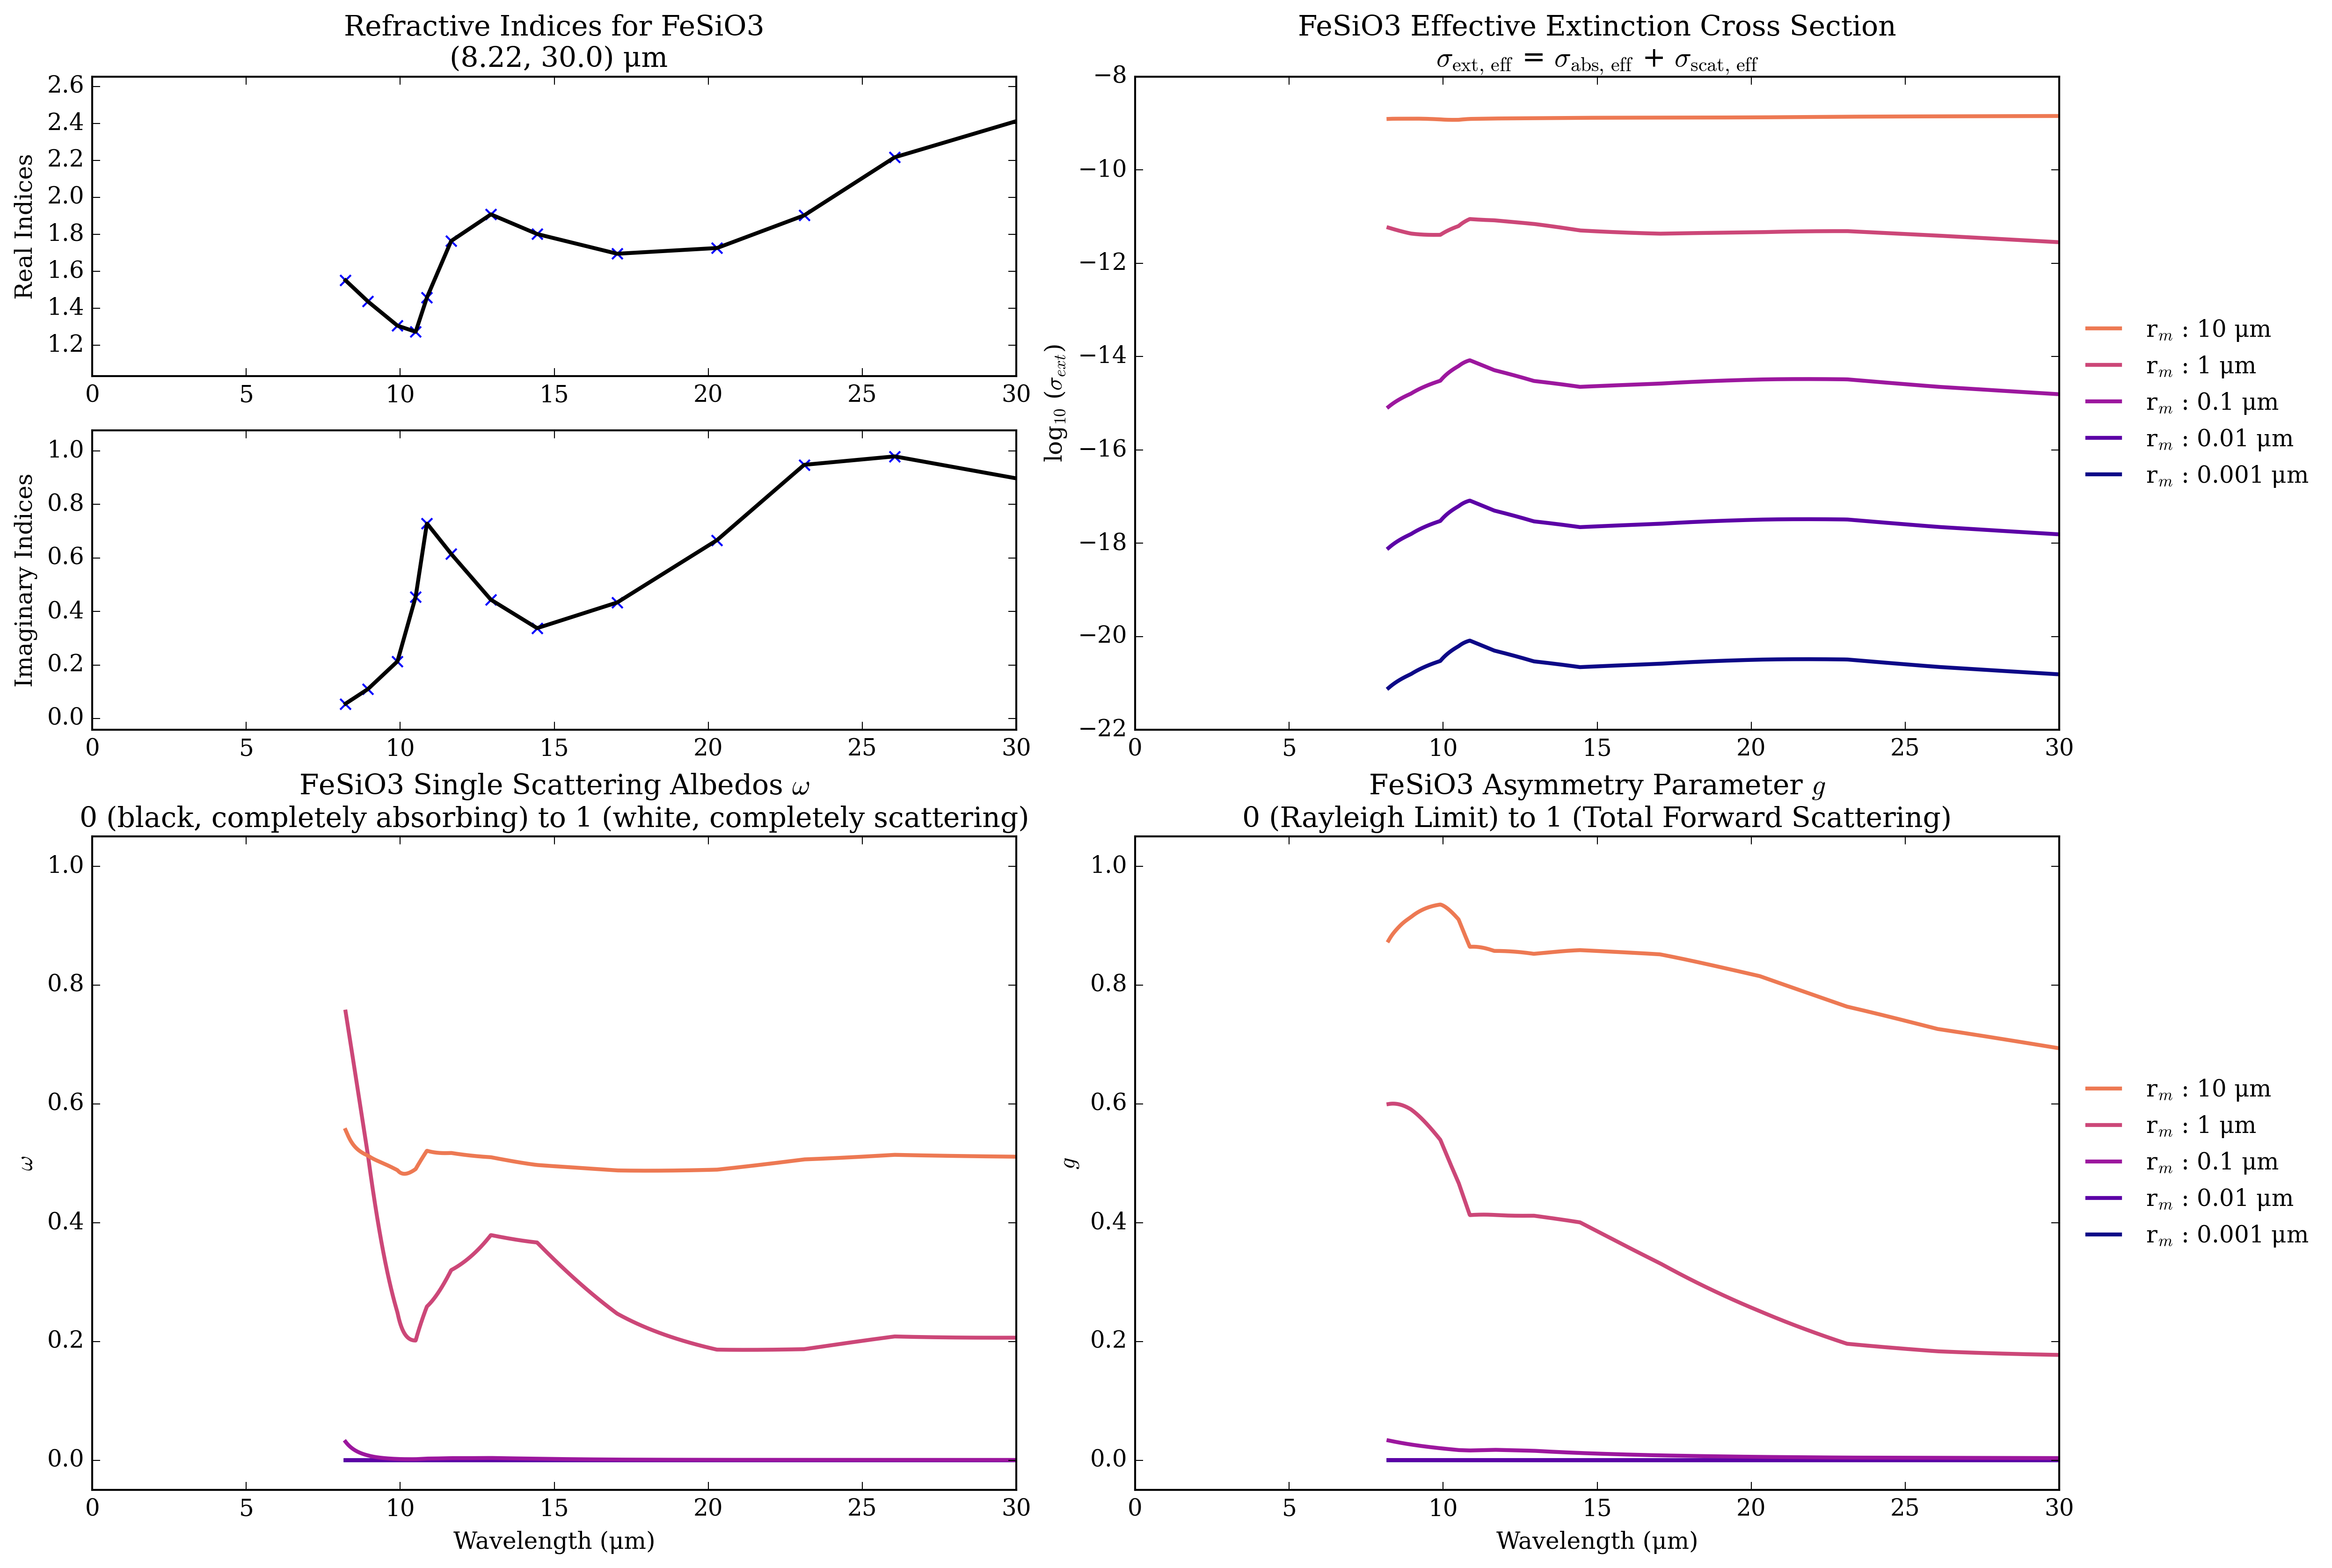 Refractive Indices for FeSiO3
(8.22, 30.0) μm
Real Indices
2.6
2.4
2.2
2.0
1.8
1.6
1.4
1.2
0 5 10 15 20 25 30
Imaginary Indices
1.0
0.8
0.6
0.4
0.2
0.0
0 5 10 15 20 25 30
FeSiO3 Effective Extinction Cross Section
σext, eff = σabs, eff + σscat, eff
log10 (σext)
−8
−10
−12
−14
−16
−18
−20
−22
0 5 10 15 20 25 30
rm : 10 μm
rm : 1 μm
rm : 0.1 μm
rm : 0.01 μm
rm : 0.001 μm
FeSiO3 Single Scattering Albedos ω
0 (black, completely absorbing) to 1 (white, completely scattering)
ω
1.0
0.8
0.6
0.4
0.2
0.0
0 5 10 15 20 25 30
Wavelength (μm)
FeSiO3 Asymmetry Parameter g
0 (Rayleigh Limit) to 1 (Total Forward Scattering)
g
1.0
0.8
0.6
0.4
0.2
0.0
0 5 10 15 20 25 30
Wavelength (μm)
rm : 10 μm
rm : 1 μm
rm : 0.1 μm
rm : 0.01 μm
rm : 0.001 μm